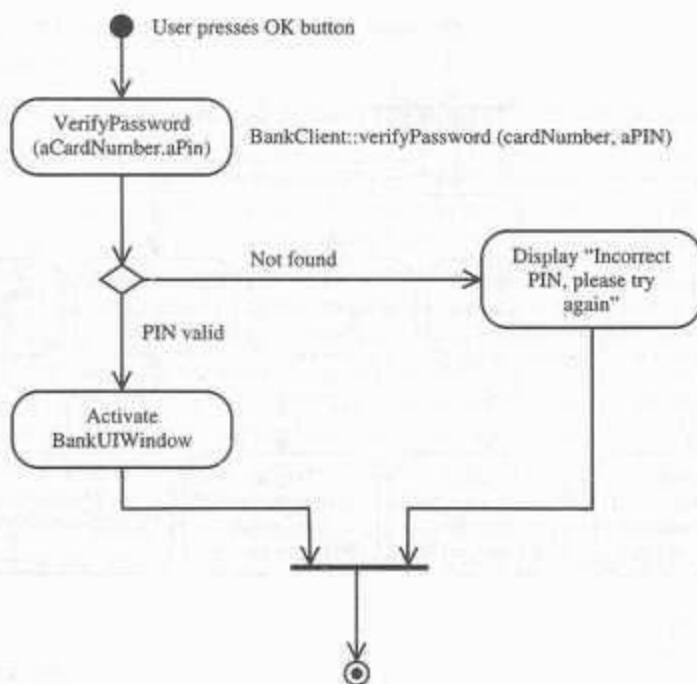 User presses OK button
VerifyPassword
(aCardNumber.aPin)
BankClient::verifyPassword (cardNumber, aPIN)
Not found
Display “Incorrect
PIN, please try
again”
PIN valid
Activate
BankUIWindow